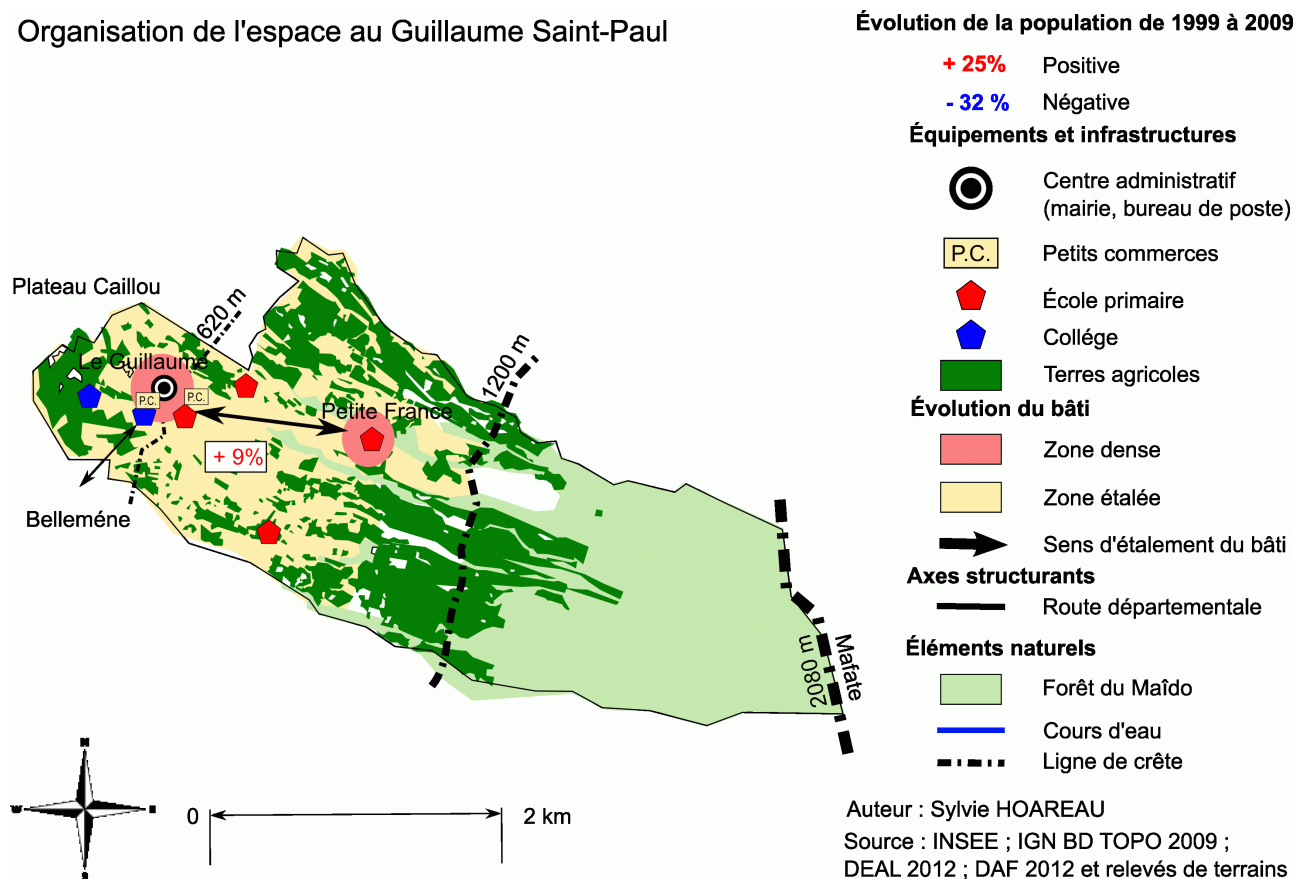 Organisation de l'espace au Guillaume Saint-Paul
Évolution de la population de 1999 à 2009
+ 25% Positive
- 32 % Négative
Équipements et infrastructures
Centre administratif
(mairie, bureau de poste)
P.C. Petits commerces
École primaire
Collége
Terres agricoles
Évolution du bâti
Zone dense
Zone étalée
Sens d'étalement du bâti
Axes structurants
Route départementale
Éléments naturels
Forêt du Maîdo
Cours d'eau
Ligne de crête
Plateau Caillou
620 m
Le Guillaume
P.C.
P.C.
1200 m
Petite France
+ 9%
Belleméne
2080 m
Mafate
N
W
E
S
0
2 km
Auteur : Sylvie HOAREAU
Source : INSEE ; IGN BD TOPO 2009 ;
DEAL 2012 ; DAF 2012 et relevés de terrains